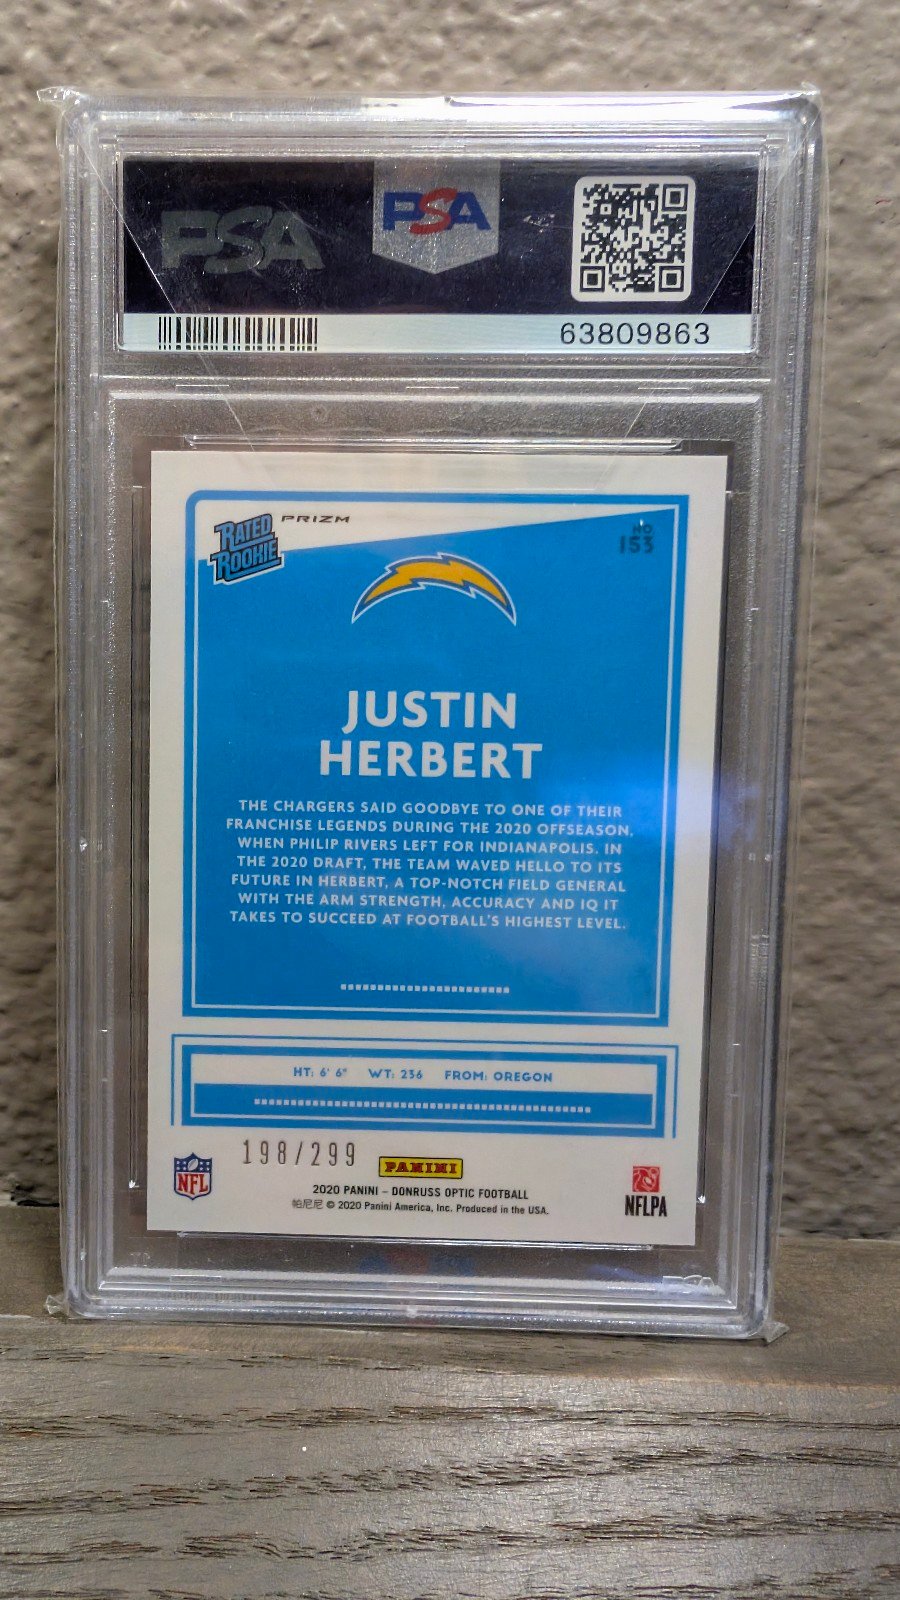 PSA
PSA
63809863
RATED
ROOKIE
PRIZM
NO
153
JUSTIN
HERBERT
THE CHARGERS SAID GOODBYE TO ONE OF THEIR
FRANCHISE LEGENDS DURING THE 2020 OFFSEASON,
WHEN PHILIP RIVERS LEFT FOR INDIANAPOLIS. IN
THE 2020 DRAFT, THE TEAM WAVED HELLO TO ITS
FUTURE IN HERBERT, A TOP-NOTCH FIELD GENERAL
WITH THE ARM STRENGTH, ACCURACY AND IQ IT
TAKES TO SUCCEED AT FOOTBALL'S HIGHEST LEVEL.
HT: 6' 6" WT: 236 FROM: OREGON
198/299
PANINI
NFL
2020 PANINI – DONRUSS OPTIC FOOTBALL
帕尼尼 © 2020 Panini America, Inc. Produced in the USA.
NFLPA